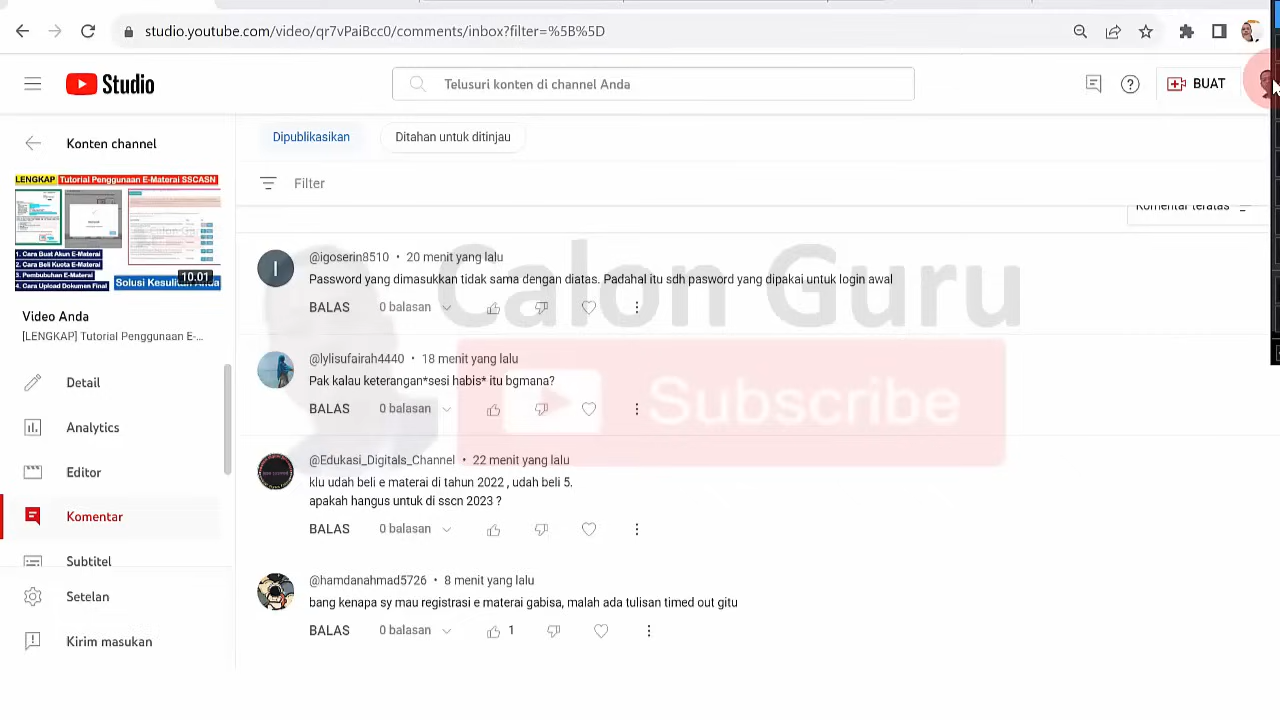 studio.youtube.com/video/qr7vPaiBcc0/comments/inbox?filter=%5B%5D
Studio
Telusuri konten di channel Anda
BUAT
Konten channel
Dipublikasikan
Ditahan untuk ditinjau
Filter
Komentar teratas
LENGKAP Tutorial Penggunaan E-Materai SSCASN
1. Cara Buat Akun E-Materai
2. Cara Beli Kuota E-Materai
3. Pembubuhan E-Materai
4. Cara Upload Dokumen Final
Solusi Kesulitan Anda
10.01
Video Anda
[LENGKAP] Tutorial Penggunaan E-...
Detail
Analytics
Editor
Komentar
Subtitel
Setelan
Kirim masukan
@igoserin8510 • 20 menit yang lalu
Password yang dimasukkan tidak sama dengan diatas. Padahal itu sdh pasword yang dipakai untuk login awal
BALAS 0 balasan
@lylisufairah4440 • 18 menit yang lalu
Pak kalau keterangan*sesi habis* itu bgmana?
BALAS 0 balasan
@Edukasi_Digitals_Channel • 22 menit yang lalu
klu udah beli e materai di tahun 2022 , udah beli 5.
apakah hangus untuk di sscn 2023 ?
BALAS 0 balasan
@hamdanahmad5726 • 8 menit yang lalu
bang kenapa sy mau registrasi e materai gabisa, malah ada tulisan timed out gitu
BALAS 0 balasan 1
Calon Guru
Subscribe